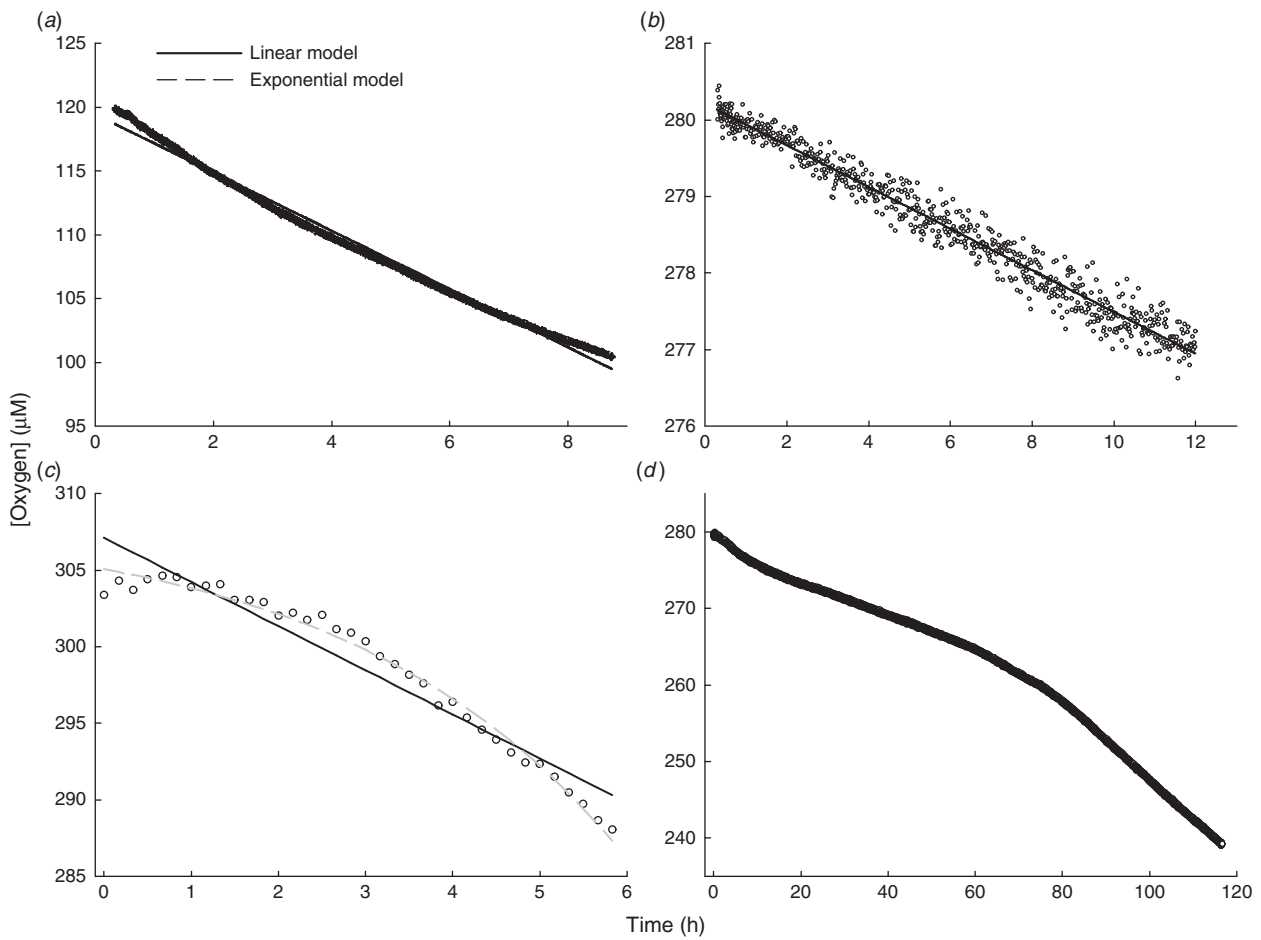 (a)
125
120
115
110
105
100
95
0 2 4 6 8
Linear model
Exponential model
(b)
281
280
279
278
277
276
0 2 4 6 8 10 12
[Oxygen] (µM)
(c)
310
305
300
295
290
285
0 1 2 3 4 5 6
(d)
280
270
260
250
240
0 20 40 60 80 100 120
Time (h)